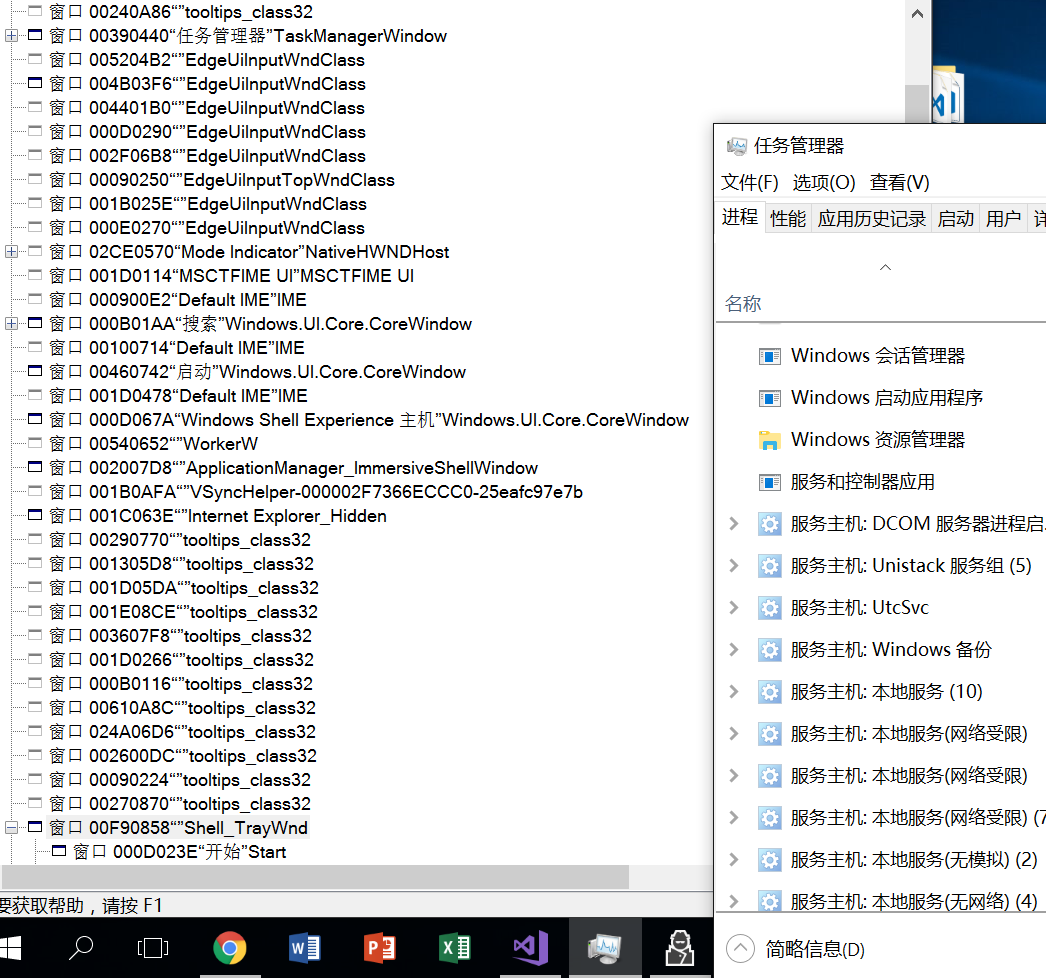 窗口 00240A86“”tooltips_class32
窗口 00390440“任务管理器”TaskManagerWindow
窗口 005204B2“”EdgeUiInputWndClass
窗口 004B03F6“”EdgeUiInputWndClass
窗口 004401B0“”EdgeUiInputWndClass
窗口 000D0290“”EdgeUiInputWndClass
窗口 002F06B8“”EdgeUiInputWndClass
窗口 00090250“”EdgeUiInputTopWndClass
窗口 001B025E“”EdgeUiInputWndClass
窗口 000E0270“”EdgeUiInputWndClass
窗口 02CE0570“Mode Indicator”NativeHWNDHost
窗口 001D0114“MSCTFIME UI”MSCTFIME UI
窗口 000900E2“Default IME”IME
窗口 000B01AA“搜索”Windows.UI.Core.CoreWindow
窗口 00100714“Default IME”IME
窗口 00460742“启动”Windows.UI.Core.CoreWindow
窗口 001D0478“Default IME”IME
窗口 000D067A“Windows Shell Experience 主机”Windows.UI.Core.CoreWindow
窗口 00540652“”WorkerW
窗口 002007D8“”ApplicationManager_ImmersiveShellWindow
窗口 001B0AFA“”VSyncHelper-000002F7366ECCC0-25eafc97e7b
窗口 001C063E“”Internet Explorer_Hidden
窗口 00290770“”tooltips_class32
窗口 001305D8“”tooltips_class32
窗口 001D05DA“”tooltips_class32
窗口 001E08CE“”tooltips_class32
窗口 003607F8“”tooltips_class32
窗口 001D0266“”tooltips_class32
窗口 000B0116“”tooltips_class32
窗口 00610A8C“”tooltips_class32
窗口 024A06D6“”tooltips_class32
窗口 002600DC“”tooltips_class32
窗口 00090224“”tooltips_class32
窗口 00270870“”tooltips_class32
窗口 00F90858“”Shell_TrayWnd
窗口 000D023E“开始”Start
要获取帮助，请按 F1
任务管理器
文件(F) 选项(O) 查看(V)
进程 性能 应用历史记录 启动 用户 详
名称
Windows 会话管理器
Windows 启动应用程序
Windows 资源管理器
服务和控制器应用
服务主机: DCOM 服务器进程启
服务主机: Unistack 服务组 (5)
服务主机: UtcSvc
服务主机: Windows 备份
服务主机: 本地服务 (10)
服务主机: 本地服务(网络受限)
服务主机: 本地服务(网络受限)
服务主机: 本地服务(网络受限) (7
服务主机: 本地服务(无模拟) (2)
服务主机: 本地服务(无网络) (4)
简略信息(D)